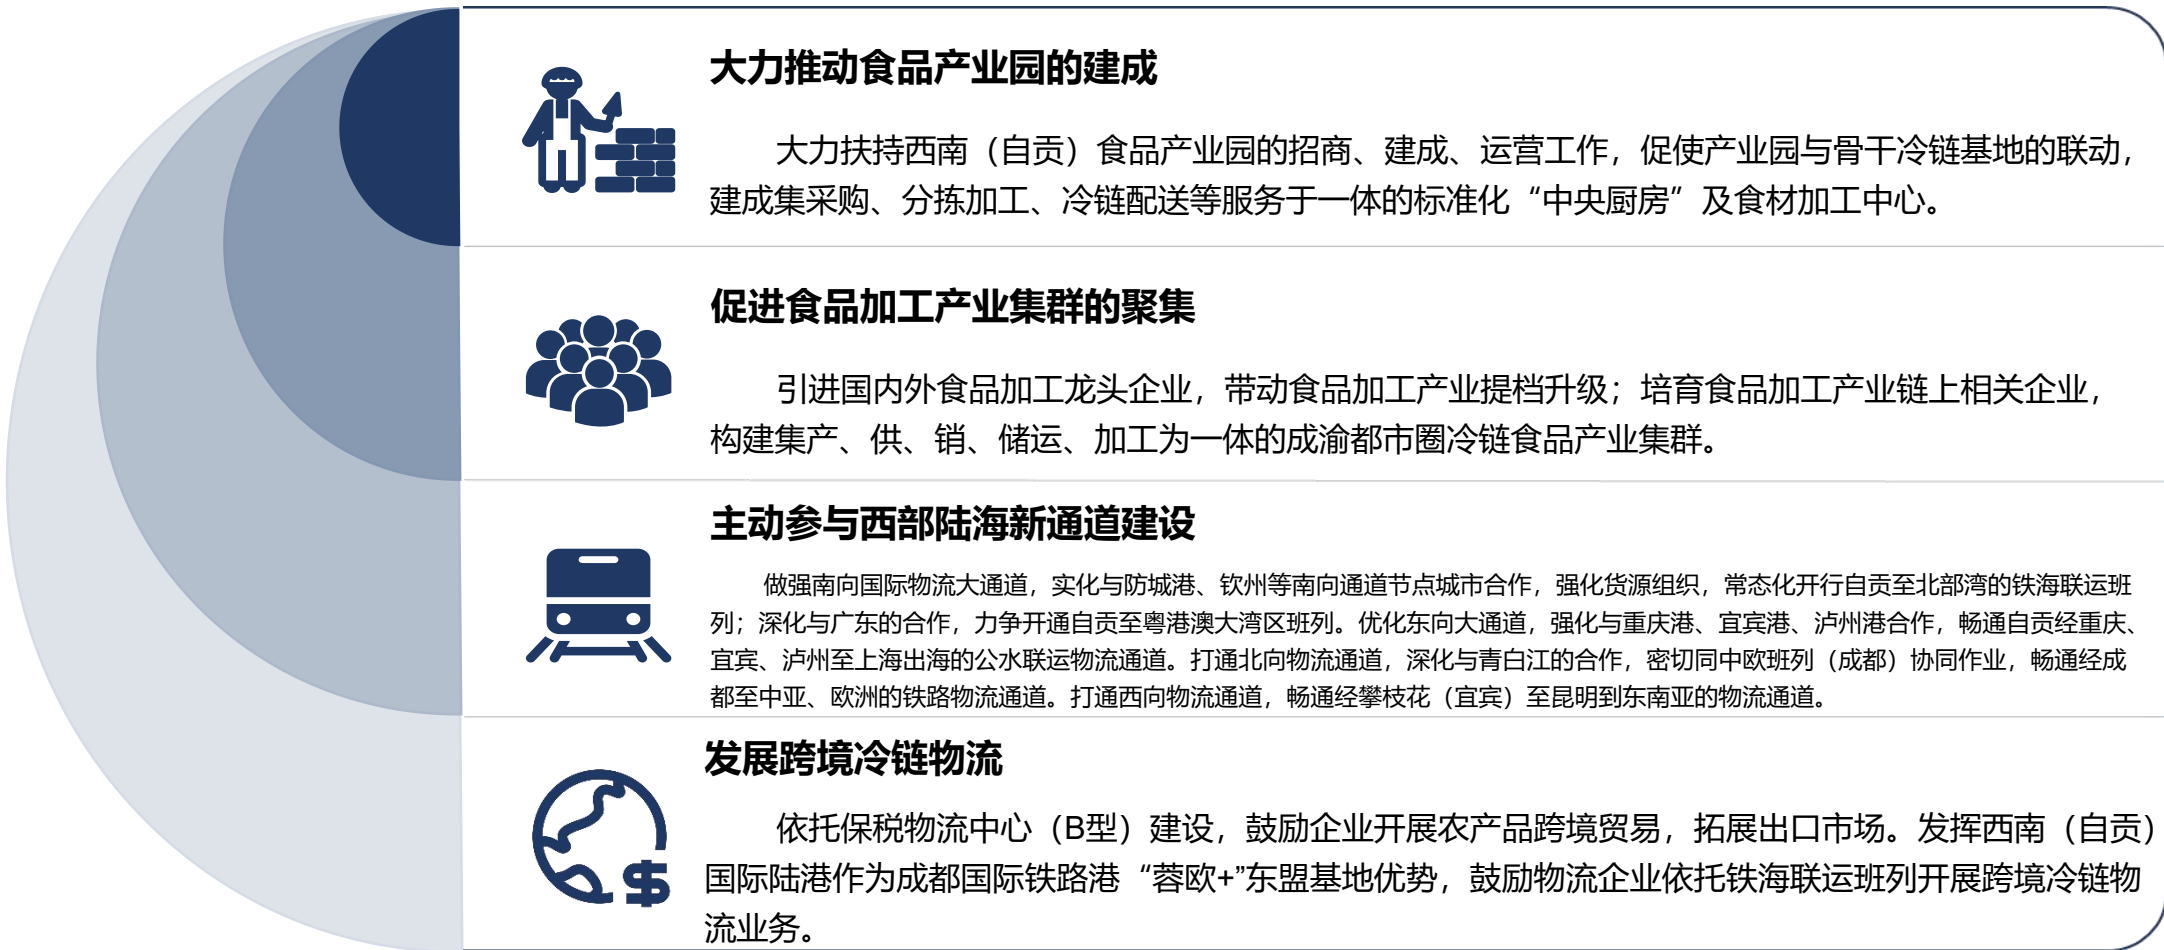 大力推动食品产业园的建成
大力扶持西南（自贡）食品产业园的招商、建成、运营工作，促使产业园与骨干冷链基地的联动，
建成集采购、分拣加工、冷链配送等服务于一体的标准化“中央厨房”及食材加工中心。
促进食品加工产业集群的聚集
引进国内外食品加工龙头企业，带动食品加工产业提档升级；培育食品加工产业链上相关企业，
构建集产、供、销、储运、加工为一体的成渝都市圈冷链食品产业集群。
主动参与西部陆海新通道建设
做强南向国际物流大通道，实化与防城港、钦州等南向通道节点城市合作，强化货源组织，常态化开行自贡至北部湾的铁海联运班
列；深化与广东的合作，力争开通自贡至粤港澳大湾区班列。优化东向大通道，强化与重庆港、宜宾港、泸州港合作，畅通自贡经重庆、
宜宾、泸州至上海出海的公水联运物流通道。打通北向物流通道，深化与青白江的合作，密切同中欧班列（成都）协同作业，畅通经成
都至中亚、欧洲的铁路物流通道。打通西向物流通道，畅通经攀枝花（宜宾）至昆明到东南亚的物流通道。
发展跨境冷链物流
依托保税物流中心（B型）建设，鼓励企业开展农产品跨境贸易，拓展出口市场。发挥西南（自贡）
国际陆港作为成都国际铁路港“蓉欧+”东盟基地优势，鼓励物流企业依托铁海联运班列开展跨境冷链物
流业务。